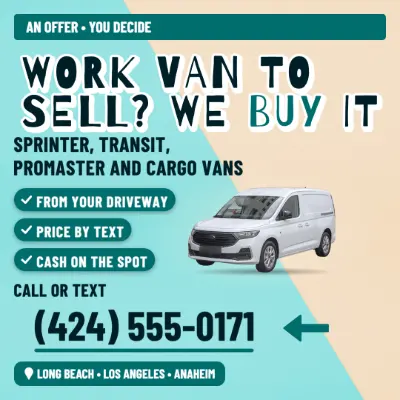 AN OFFER • YOU DECIDE
WORK VAN TO
SELL? WE BUY IT
SPRINTER, TRANSIT,
PROMASTER AND CARGO VANS
FROM YOUR DRIVEWAY
PRICE BY TEXT
CASH ON THE SPOT
CALL OR TEXT
(424) 555-0171
LONG BEACH • LOS ANGELES • ANAHEIM